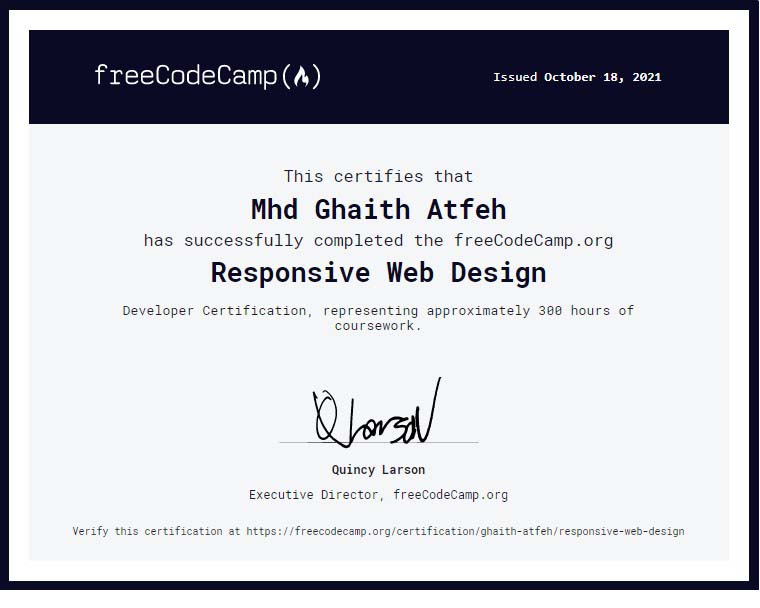 freeCodeCamp(🔥)
Issued October 18, 2021
This certifies that
Mhd Ghaith Atfeh
has successfully completed the freeCodeCamp.org
Responsive Web Design
Developer Certification, representing approximately 300 hours of
coursework.
Q Larson
Quincy Larson
Executive Director, freeCodeCamp.org
Verify this certification at https://freecodecamp.org/certification/ghaith-atfeh/responsive-web-design